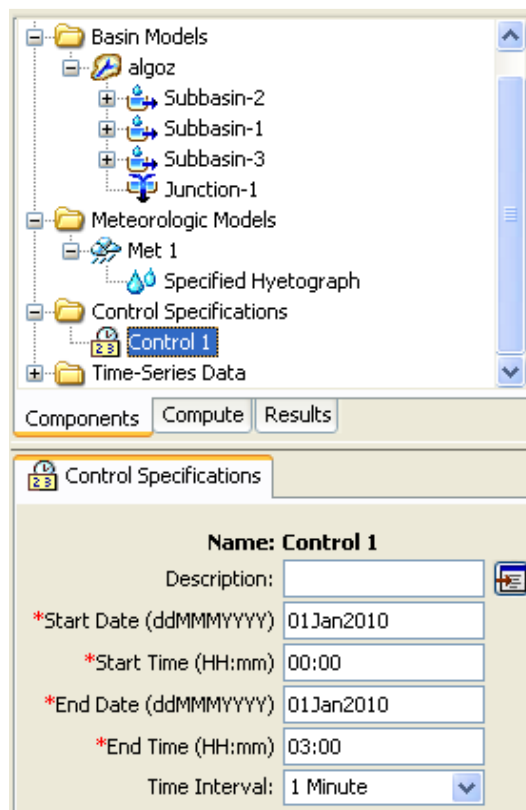 Basin Models
algoz
Subbasin-2
Subbasin-1
Subbasin-3
Junction-1
Meteorologic Models
Met 1
Specified Hyetograph
Control Specifications
Control 1
Time-Series Data
Components Compute Results
Control Specifications
Name: Control 1
Description:
*Start Date (ddMMMYYYY) 01Jan2010
*Start Time (HH:mm) 00:00
*End Date (ddMMMYYYY) 01Jan2010
*End Time (HH:mm) 03:00
Time Interval: 1 Minute